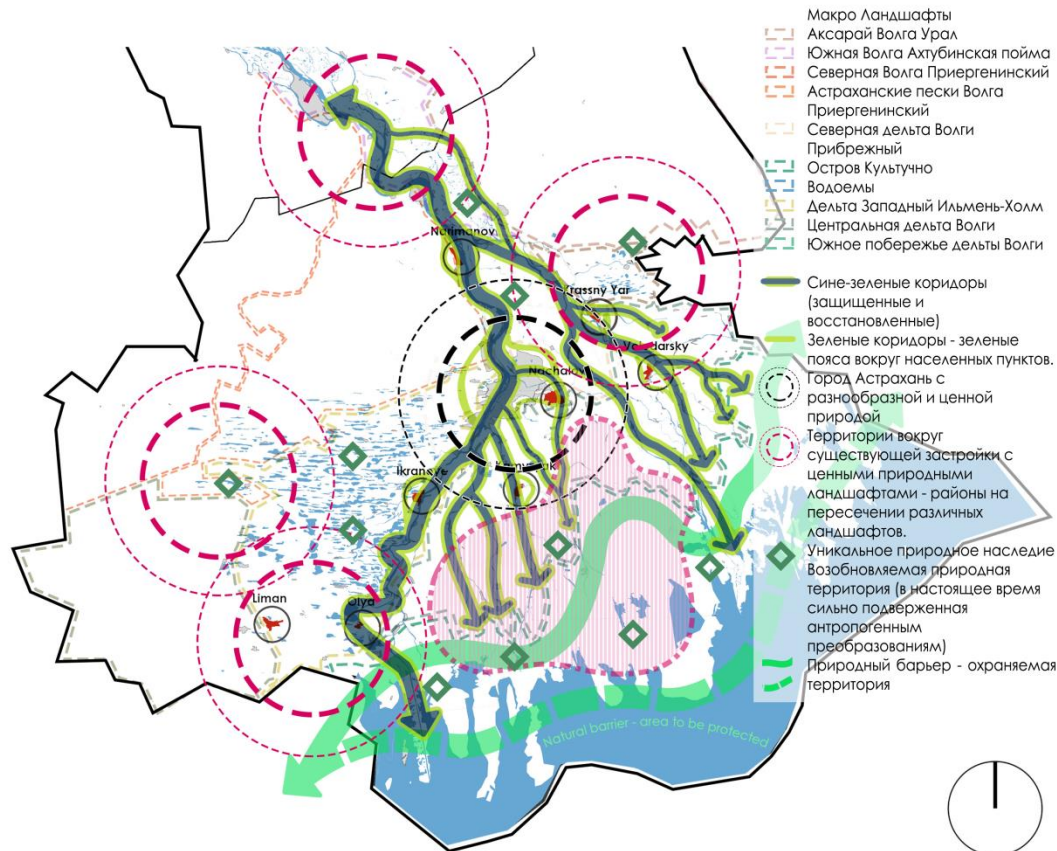 Макро Ландшафты
Аксарай Волга Урал
Южная Волга Ахтубинская пойма
Северная Волга Приергенинский
Астраханские пески Волга
Приергенинский
Северная дельта Волги
Прибрежный
Остров Культучно
Водоемы
Дельта Западный Ильмень-Холм
Центральная дельта Волги
Южное побережье дельты Волги
Сине-зеленые коридоры
(защищенные и
восстановленные)
Зеленые коридоры - зеленые
пояса вокруг населенных пунктов.
Город Астрахань с
разнообразной и ценной
природой
Территории вокруг
существующей застройки с
ценными природными
ландшафтами - районы на
пересечении различных
ландшафтов.
Уникальное природное наследие
Возобновляемая природная
территория (в настоящее время
сильно подверженная
антропогенным
преобразованиям)
Природный барьер - охраняемая
территория
Narimanov
Krassny Yar
Nachalovo
Ikranoye
Liman
Olya
Natural barrier - area to be protected